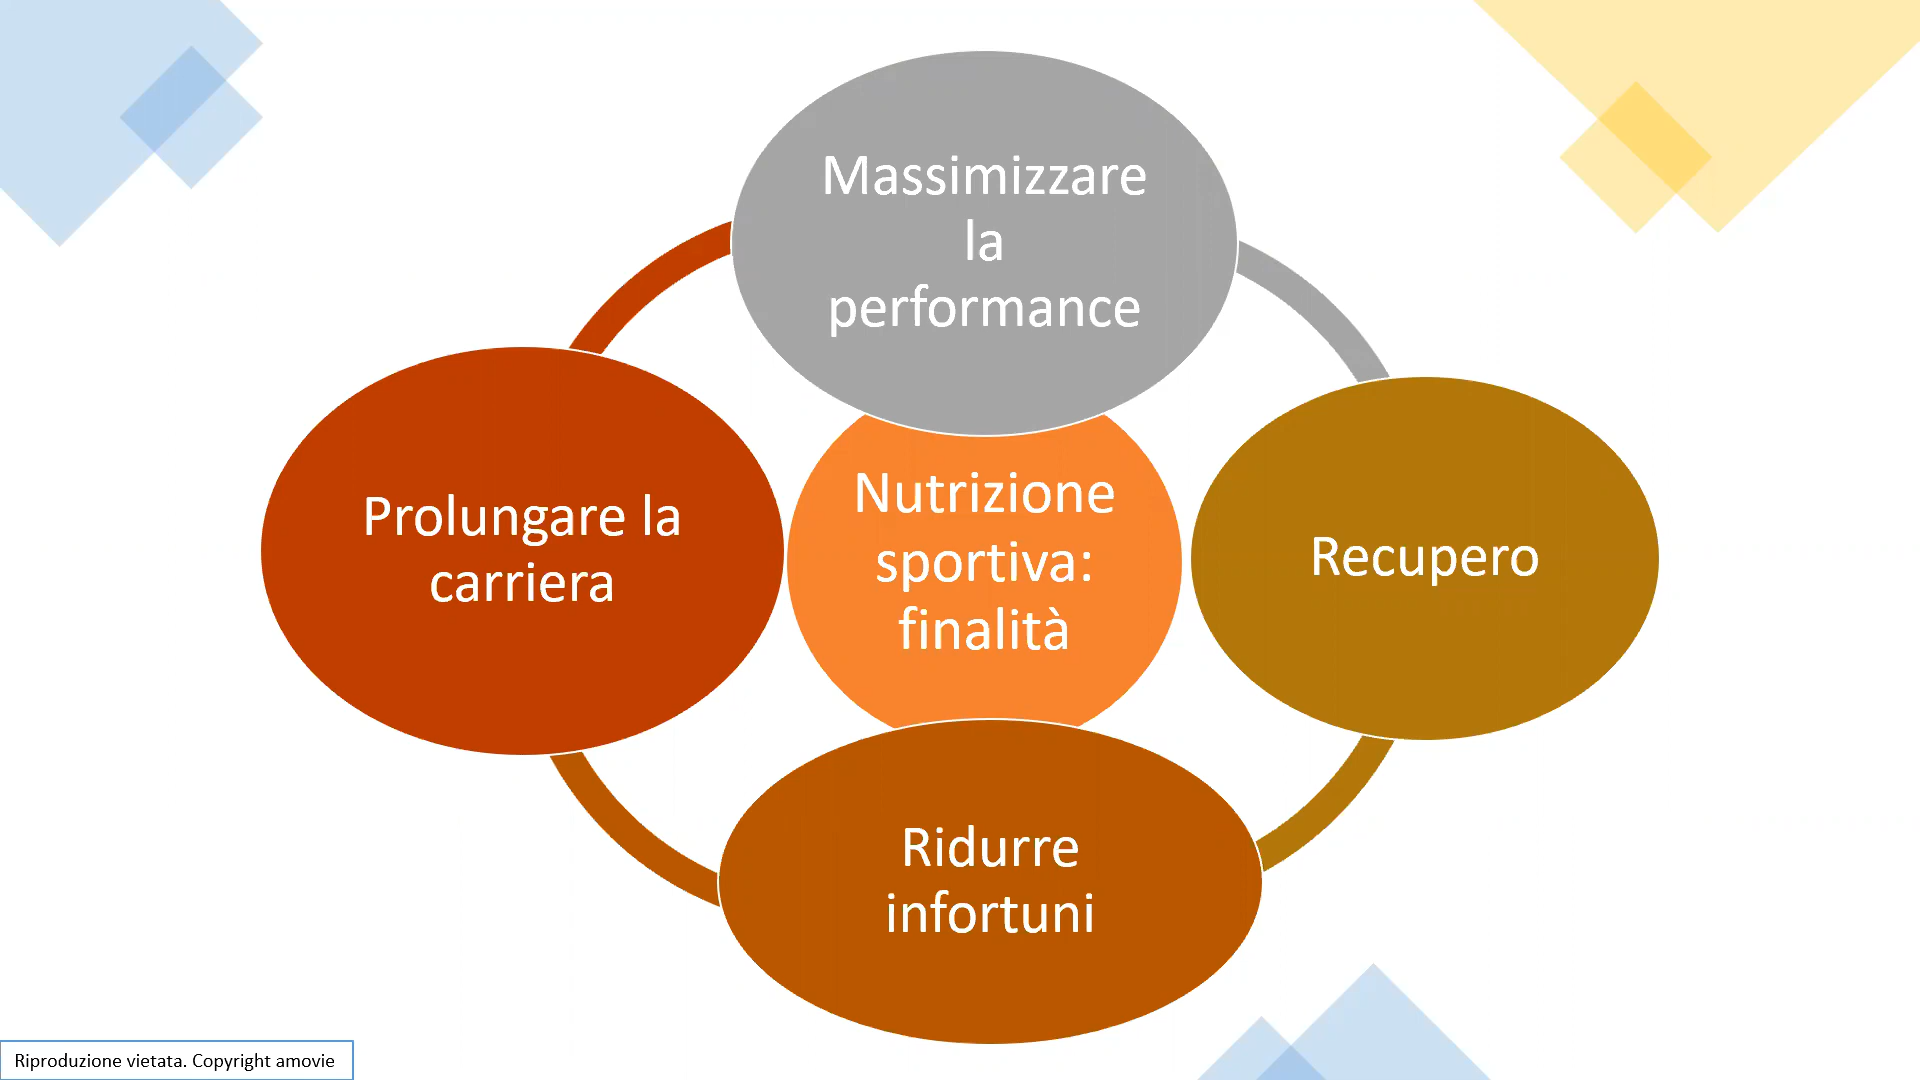 Massimizzare
la
performance
Prolungare la
carriera
Nutrizione
sportiva:
finalità
Recupero
Ridurre
infortuni
Riproduzione vietata. Copyright amovie